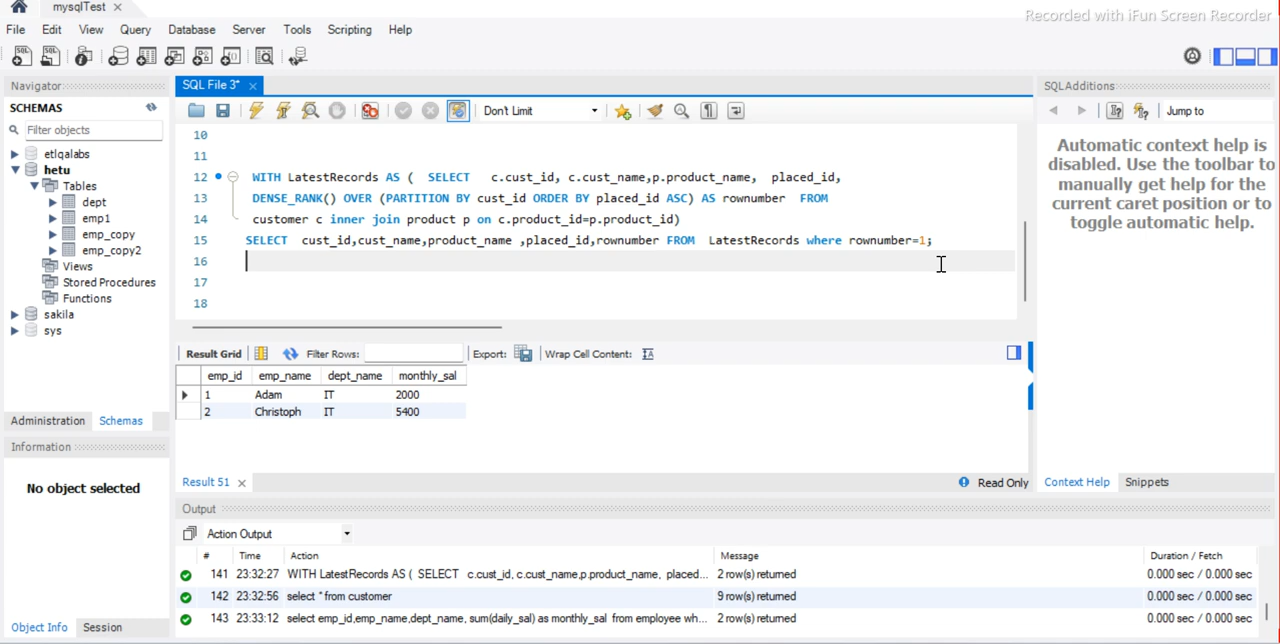 mysqlTest
Recorded with iFun Screen Recorder
File Edit View Query Database Server Tools Scripting Help
Navigator
SCHEMAS
Filter objects
etlqalabs
hetu
Tables
dept
emp1
emp_copy
emp_copy2
Views
Stored Procedures
Functions
sakila
sys
Administration Schemas
Information
No object selected
Object Info Session
SQL File 3*
Don't Limit
10
11
12 WITH LatestRecords AS ( SELECT c.cust_id, c.cust_name,p.product_name, placed_id,
13 DENSE_RANK() OVER (PARTITION BY cust_id ORDER BY placed_id ASC) AS rownumber FROM
14 customer c inner join product p on c.product_id=p.product_id)
15 SELECT cust_id,cust_name,product_name ,placed_id,rownumber FROM LatestRecords where rownumber=1;
16
17
18
Result Grid Filter Rows: Export: Wrap Cell Content:
emp_id emp_name dept_name monthly_sal
1 Adam IT 2000
2 Christoph IT 5400
Result 51 Read Only
Output
Action Output
# Time Action Message Duration / Fetch
141 23:32:27 WITH LatestRecords AS ( SELECT c.cust_id, c.cust_name,p.product_name, placed... 2 row(s) returned 0.000 sec / 0.000 sec
142 23:32:56 select * from customer 9 row(s) returned 0.000 sec / 0.000 sec
143 23:33:12 select emp_id,emp_name,dept_name, sum(daily_sal) as monthly_sal from employee wh... 2 row(s) returned 0.000 sec / 0.000 sec
SQLAdditions
Jump to
Automatic context help is
disabled. Use the toolbar to
manually get help for the
current caret position or to
toggle automatic help.
Context Help Snippets